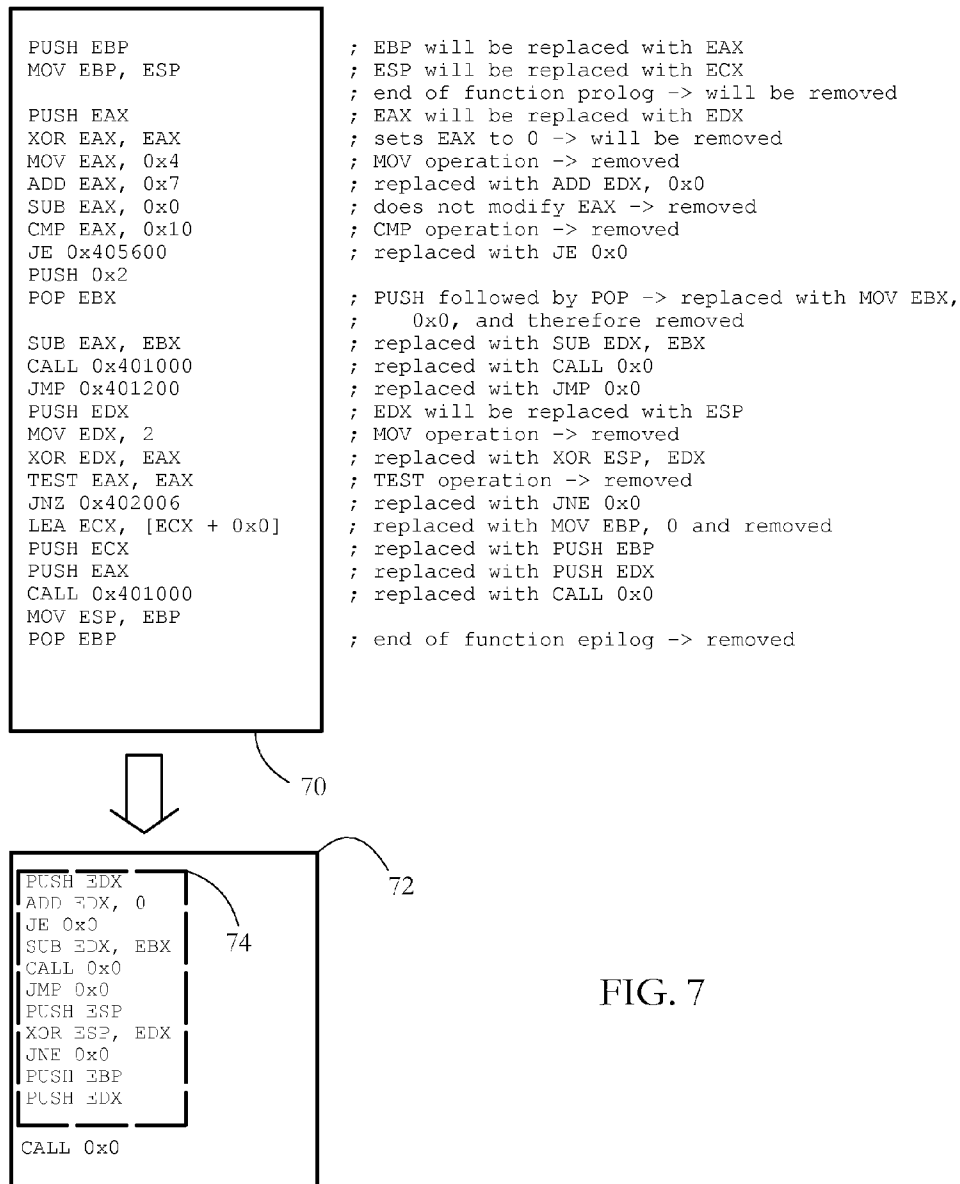 PUSH EBP ; EBP will be replaced with EAX
MOV EBP, ESP ; ESP will be replaced with ECX
; end of function prolog -> will be removed
PUSH EAX ; EAX will be replaced with EDX
XOR EAX, EAX ; sets EAX to 0 -> will be removed
MOV EAX, 0x4 ; MOV operation -> removed
ADD EAX, 0x7 ; replaced with ADD EDX, 0x0
SUB EAX, 0x0 ; does not modify EAX -> removed
CMP EAX, 0x10 ; CMP operation -> removed
JE 0x405600 ; replaced with JE 0x0
PUSH 0x2
POP EBX ; PUSH followed by POP -> replaced with MOV EBX,
; 0x0, and therefore removed
SUB EAX, EBX ; replaced with SUB EDX, EBX
CALL 0x401000 ; replaced with CALL 0x0
JMP 0x401200 ; replaced with JMP 0x0
PUSH EDX ; EDX will be replaced with ESP
MOV EDX, 2 ; MOV operation -> removed
XOR EDX, EAX ; replaced with XOR ESP, EDX
TEST EAX, EAX ; TEST operation -> removed
JNZ 0x402006 ; replaced with JNE 0x0
LEA ECX, [ECX + 0x0] ; replaced with MOV EBP, 0 and removed
PUSH ECX ; replaced with PUSH EBP
PUSH EAX ; replaced with PUSH EDX
CALL 0x401000 ; replaced with CALL 0x0
MOV ESP, EBP
POP EBP ; end of function epilog -> removed
70
72
PUSH EDX
ADD EDX, 0
JE 0x0
SUB EDX, EBX
74
CALL 0x0
JMP 0x0
PUSH ESP
XOR ESP, EDX
JNE 0x0
PUSH EBP
PUSH EDX
CALL 0x0
FIG. 7